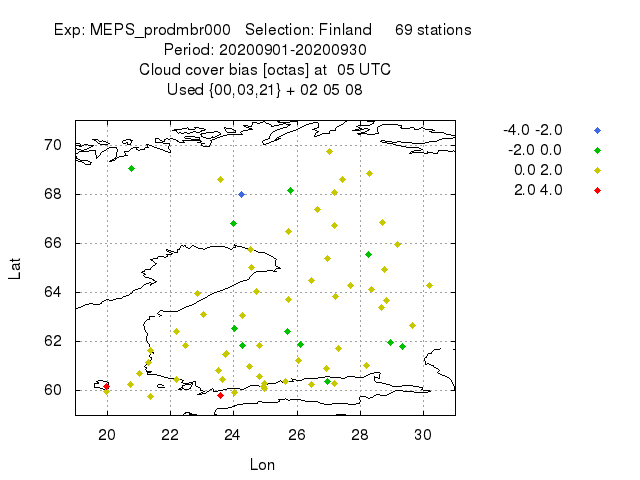 Exp: MEPS_prodmbr000 Selection: Finland 69 stations
Period: 20200901-20200930
Cloud cover bias [octas] at 05 UTC
Used {00,03,21} + 02 05 08
-4.0 -2.0
-2.0 0.0
0.0 2.0
2.0 4.0
70
68
66
64
62
60
Lat
20 22 24 26 28 30
Lon